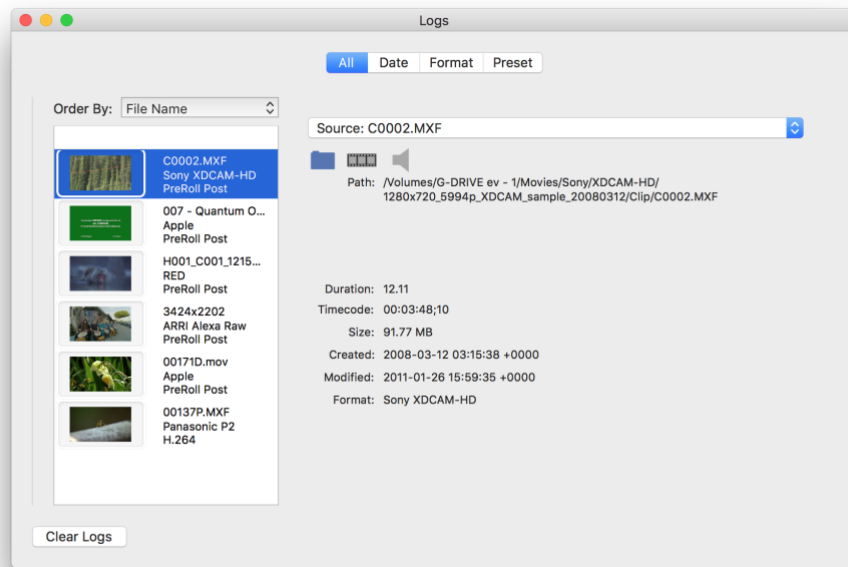 Logs
All Date Format Preset
Order By: File Name
C0002.MXF
Sony XDCAM-HD
PreRoll Post
007 - Quantum O...
Apple
PreRoll Post
H001_C001_1215...
RED
PreRoll Post
3424x2202
ARRI Alexa Raw
PreRoll Post
00171D.mov
Apple
PreRoll Post
00137P.MXF
Panasonic P2
H.264
Clear Logs
Source: C0002.MXF
Path: /Volumes/G-DRIVE ev - 1/Movies/Sony/XDCAM-HD/
1280x720_5994p_XDCAM_sample_20080312/Clip/C0002.MXF
Duration: 12.11
Timecode: 00:03:48;10
Size: 91.77 MB
Created: 2008-03-12 03:15:38 +0000
Modified: 2011-01-26 15:59:35 +0000
Format: Sony XDCAM-HD